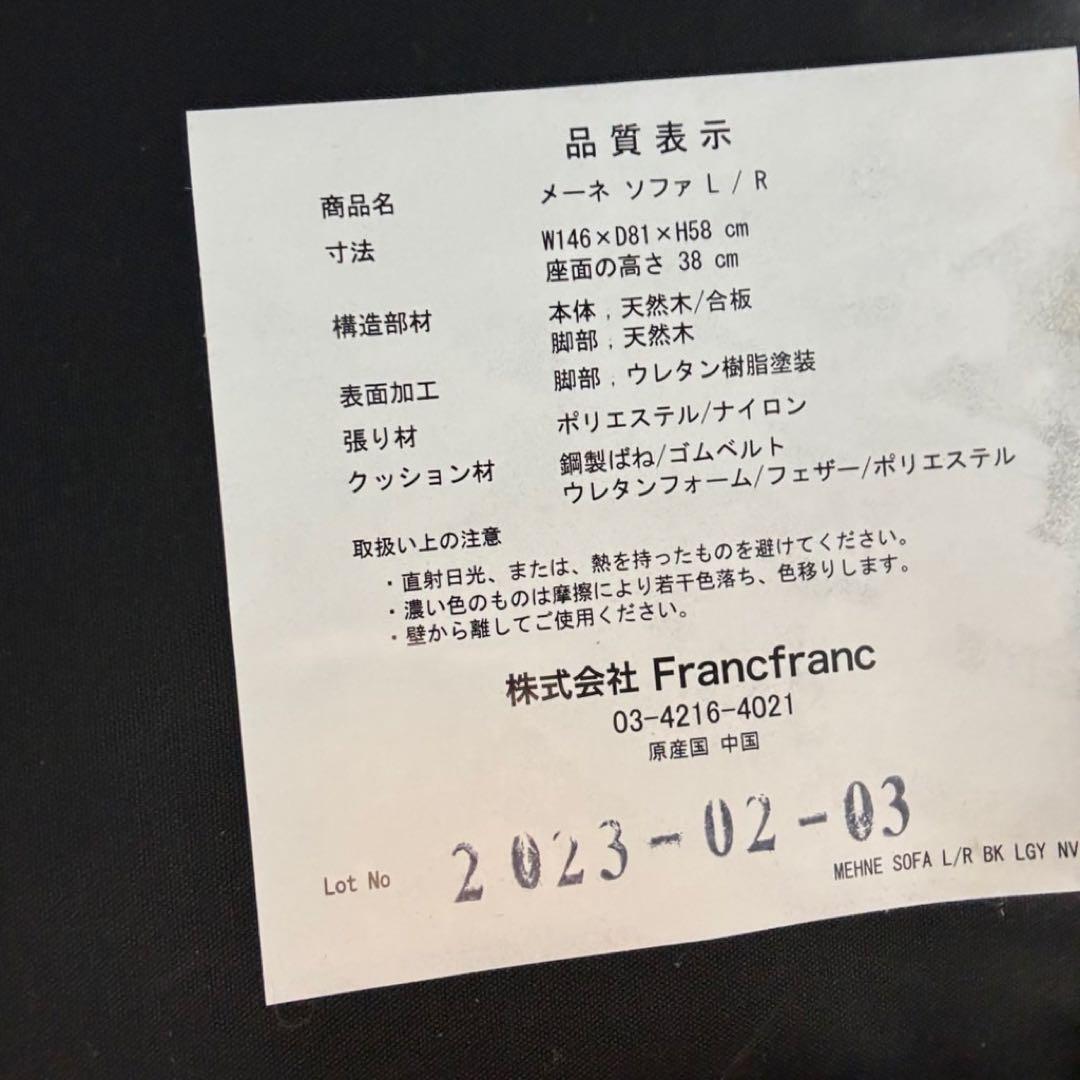 品質表示
商品名 メーネ ソファ L / R
寸法 W146×D81×H58 cm
座面の高さ 38 cm
構造部材 本体，天然木/合板
脚部，天然木
表面加工 脚部，ウレタン樹脂塗装
張り材 ポリエステル/ナイロン
クッション材 鋼製ばね/ゴムベルト
ウレタンフォーム/フェザー/ポリエステル
取扱い上の注意
・直射日光、または、熱を持ったものを避けてください。
・濃い色のものは摩擦により若干色落ち、色移りします。
・壁から離してご使用ください。
株式会社 Francfranc
03-4216-4021
原産国 中国
Lot No 2023-02-03
MEHNE SOFA L/R BK LGY NV